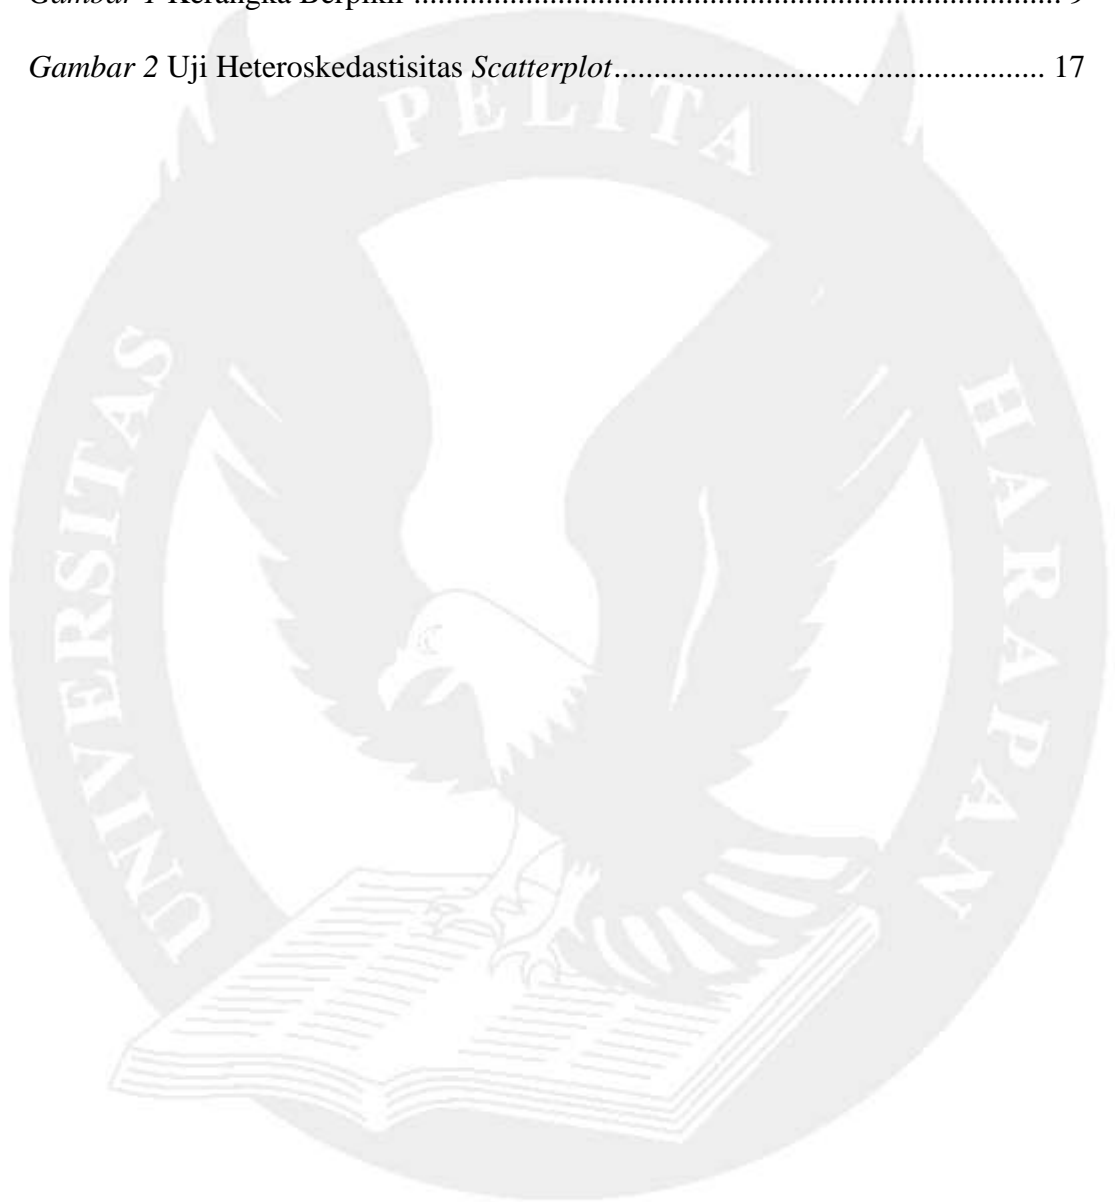 Gambar 1 Kerangka Berpikir ................................................................................. 9
Gambar 2 Uji Heteroskedastisitas Scatterplot...................................................... 17
UNIVERSITAS PELITA HARAPAN